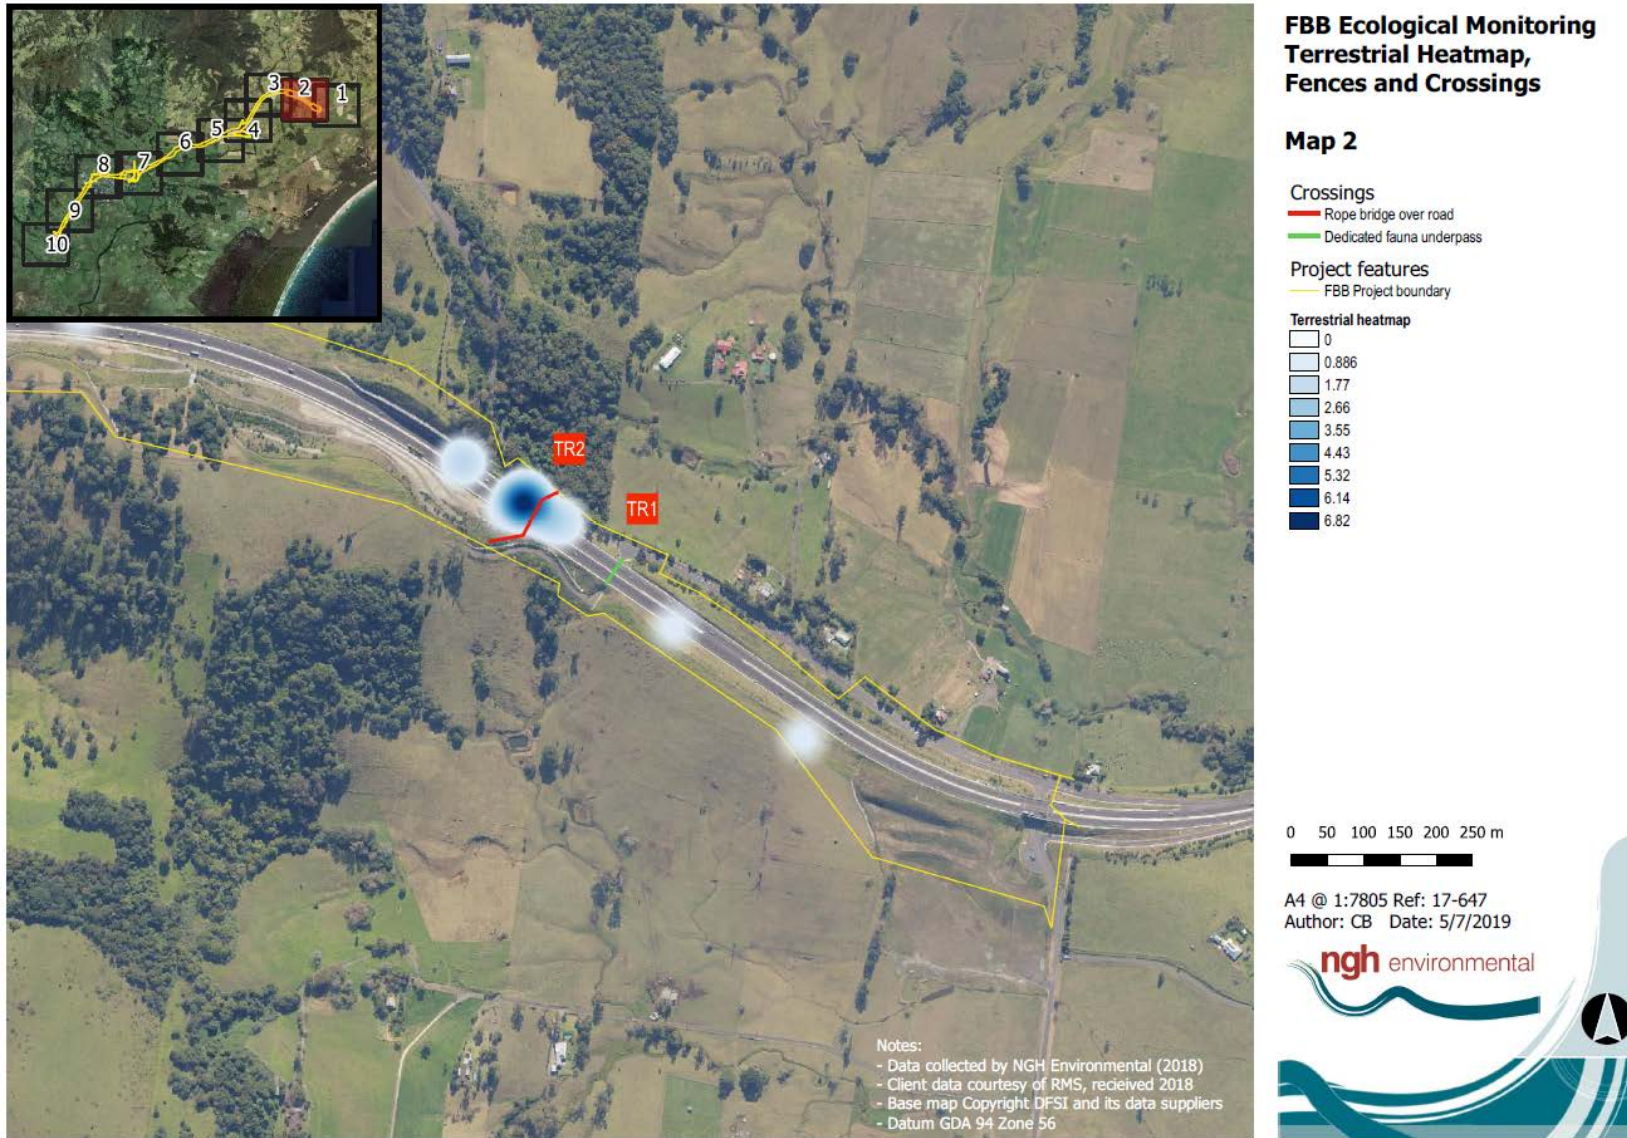 FBB Ecological Monitoring
Terrestrial Heatmap,
Fences and Crossings
Map 2
Crossings
Rope bridge over road
Dedicated fauna underpass
Project features
FBB Project boundary
Terrestrial heatmap
0
0.886
1.77
2.66
3.55
4.43
5.32
6.14
6.82
1
2
3
4
5
6
7
8
9
10
TR2
TR1
0 50 100 150 200 250 m
A4 @ 1:7805 Ref: 17-647
Author: CB Date: 5/7/2019
ngh environmental
Notes:
- Data collected by NGH Environmental (2018)
- Client data courtesy of RMS, recieived 2018
- Base map Copyright DFSI and its data suppliers
- Datum GDA 94 Zone 56